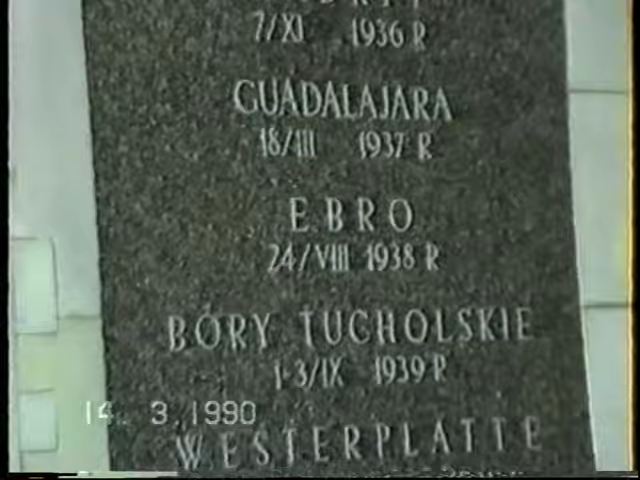 7/XI 1936 R
GUADALAJARA
18/III 1937 R
EBRO
24/VIII 1938 R
BORY TUCHOLSKIE
1-3/IX 1939 R
14. 3.1990
WESTERPLATTE